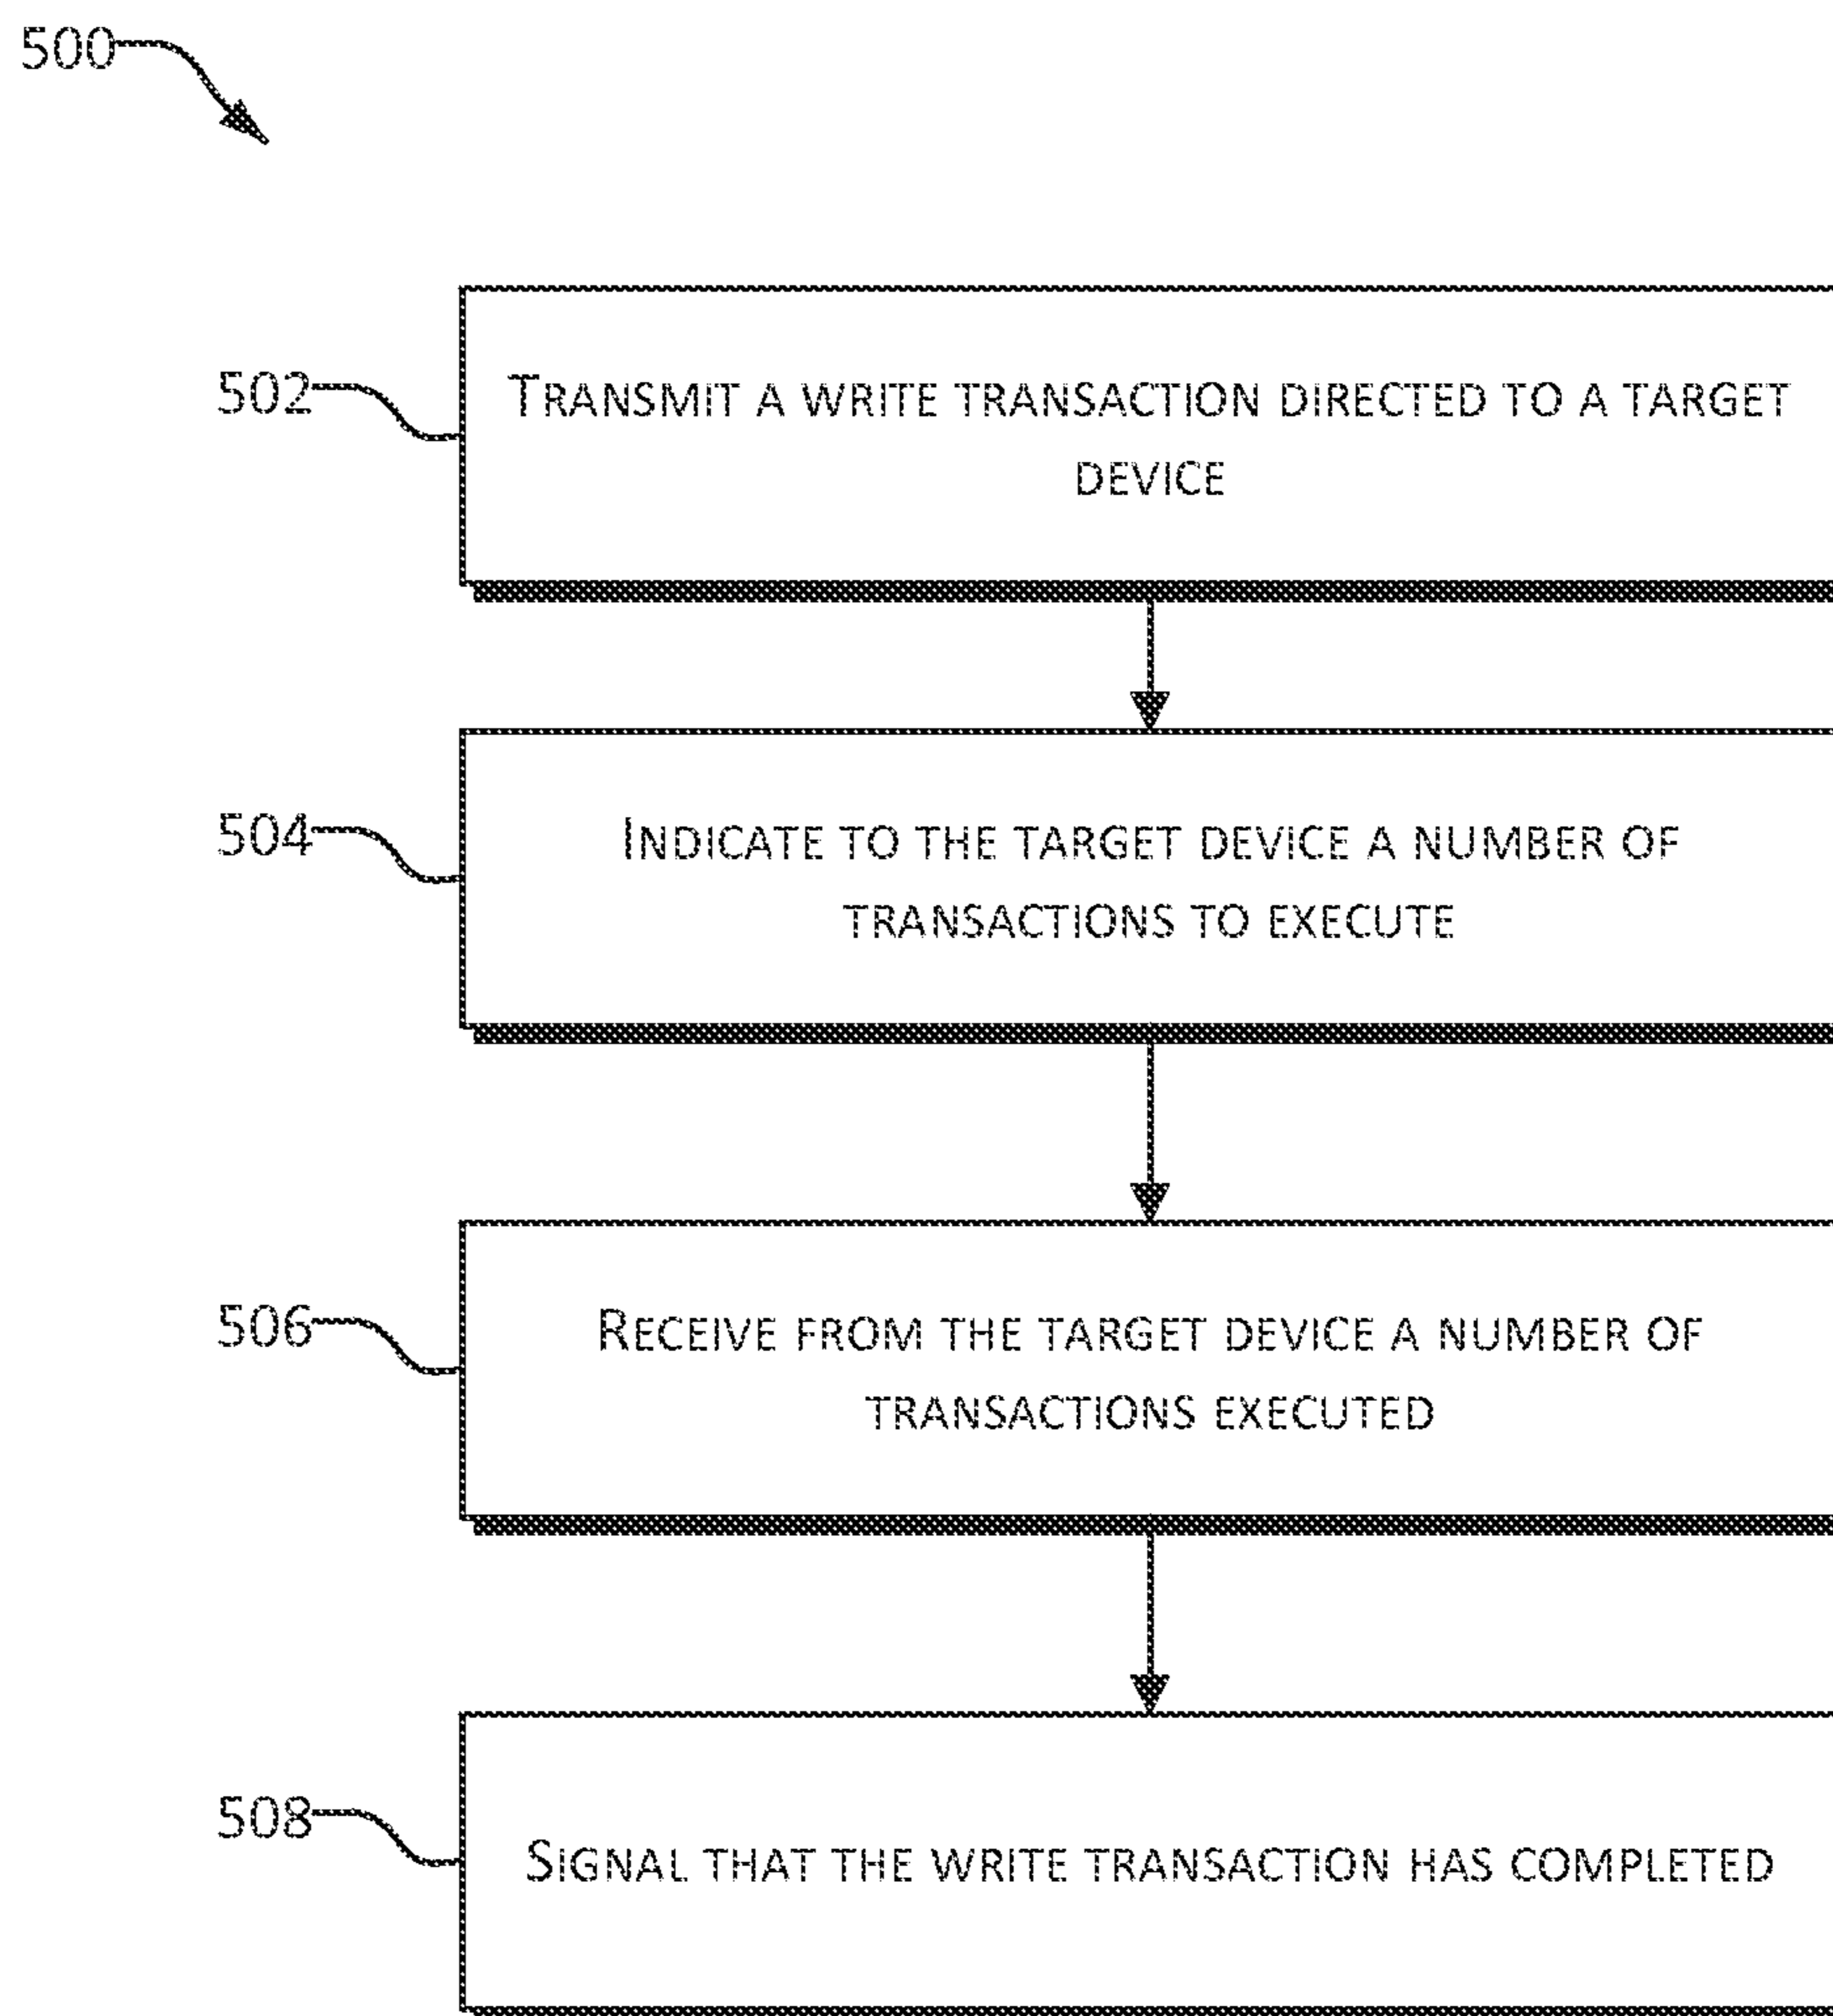 500
502
TRANSMIT A WRITE TRANSACTION DIRECTED TO A TARGET
DEVICE
504
INDICATE TO THE TARGET DEVICE A NUMBER OF
TRANSACTIONS TO EXECUTE
506
RECEIVE FROM THE TARGET DEVICE A NUMBER OF
TRANSACTIONS EXECUTED
508
SIGNAL THAT THE WRITE TRANSACTION HAS COMPLETED